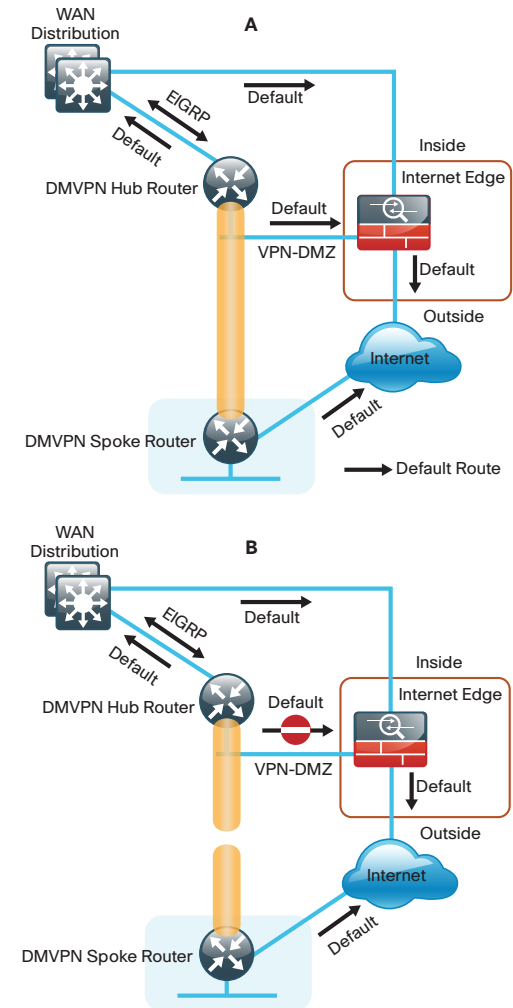 WAN
Distribution
A
Default
EIGRP
Default
Inside
Internet Edge
DMVPN Hub Router
Default
VPN-DMZ
Default
Outside
Internet
Default
DMVPN Spoke Router
Default Route
WAN
Distribution
B
EIGRP
Default
Default
Inside
Internet Edge
DMVPN Hub Router
Default
VPN-DMZ
Default
Outside
Internet
Default
DMVPN Spoke Router